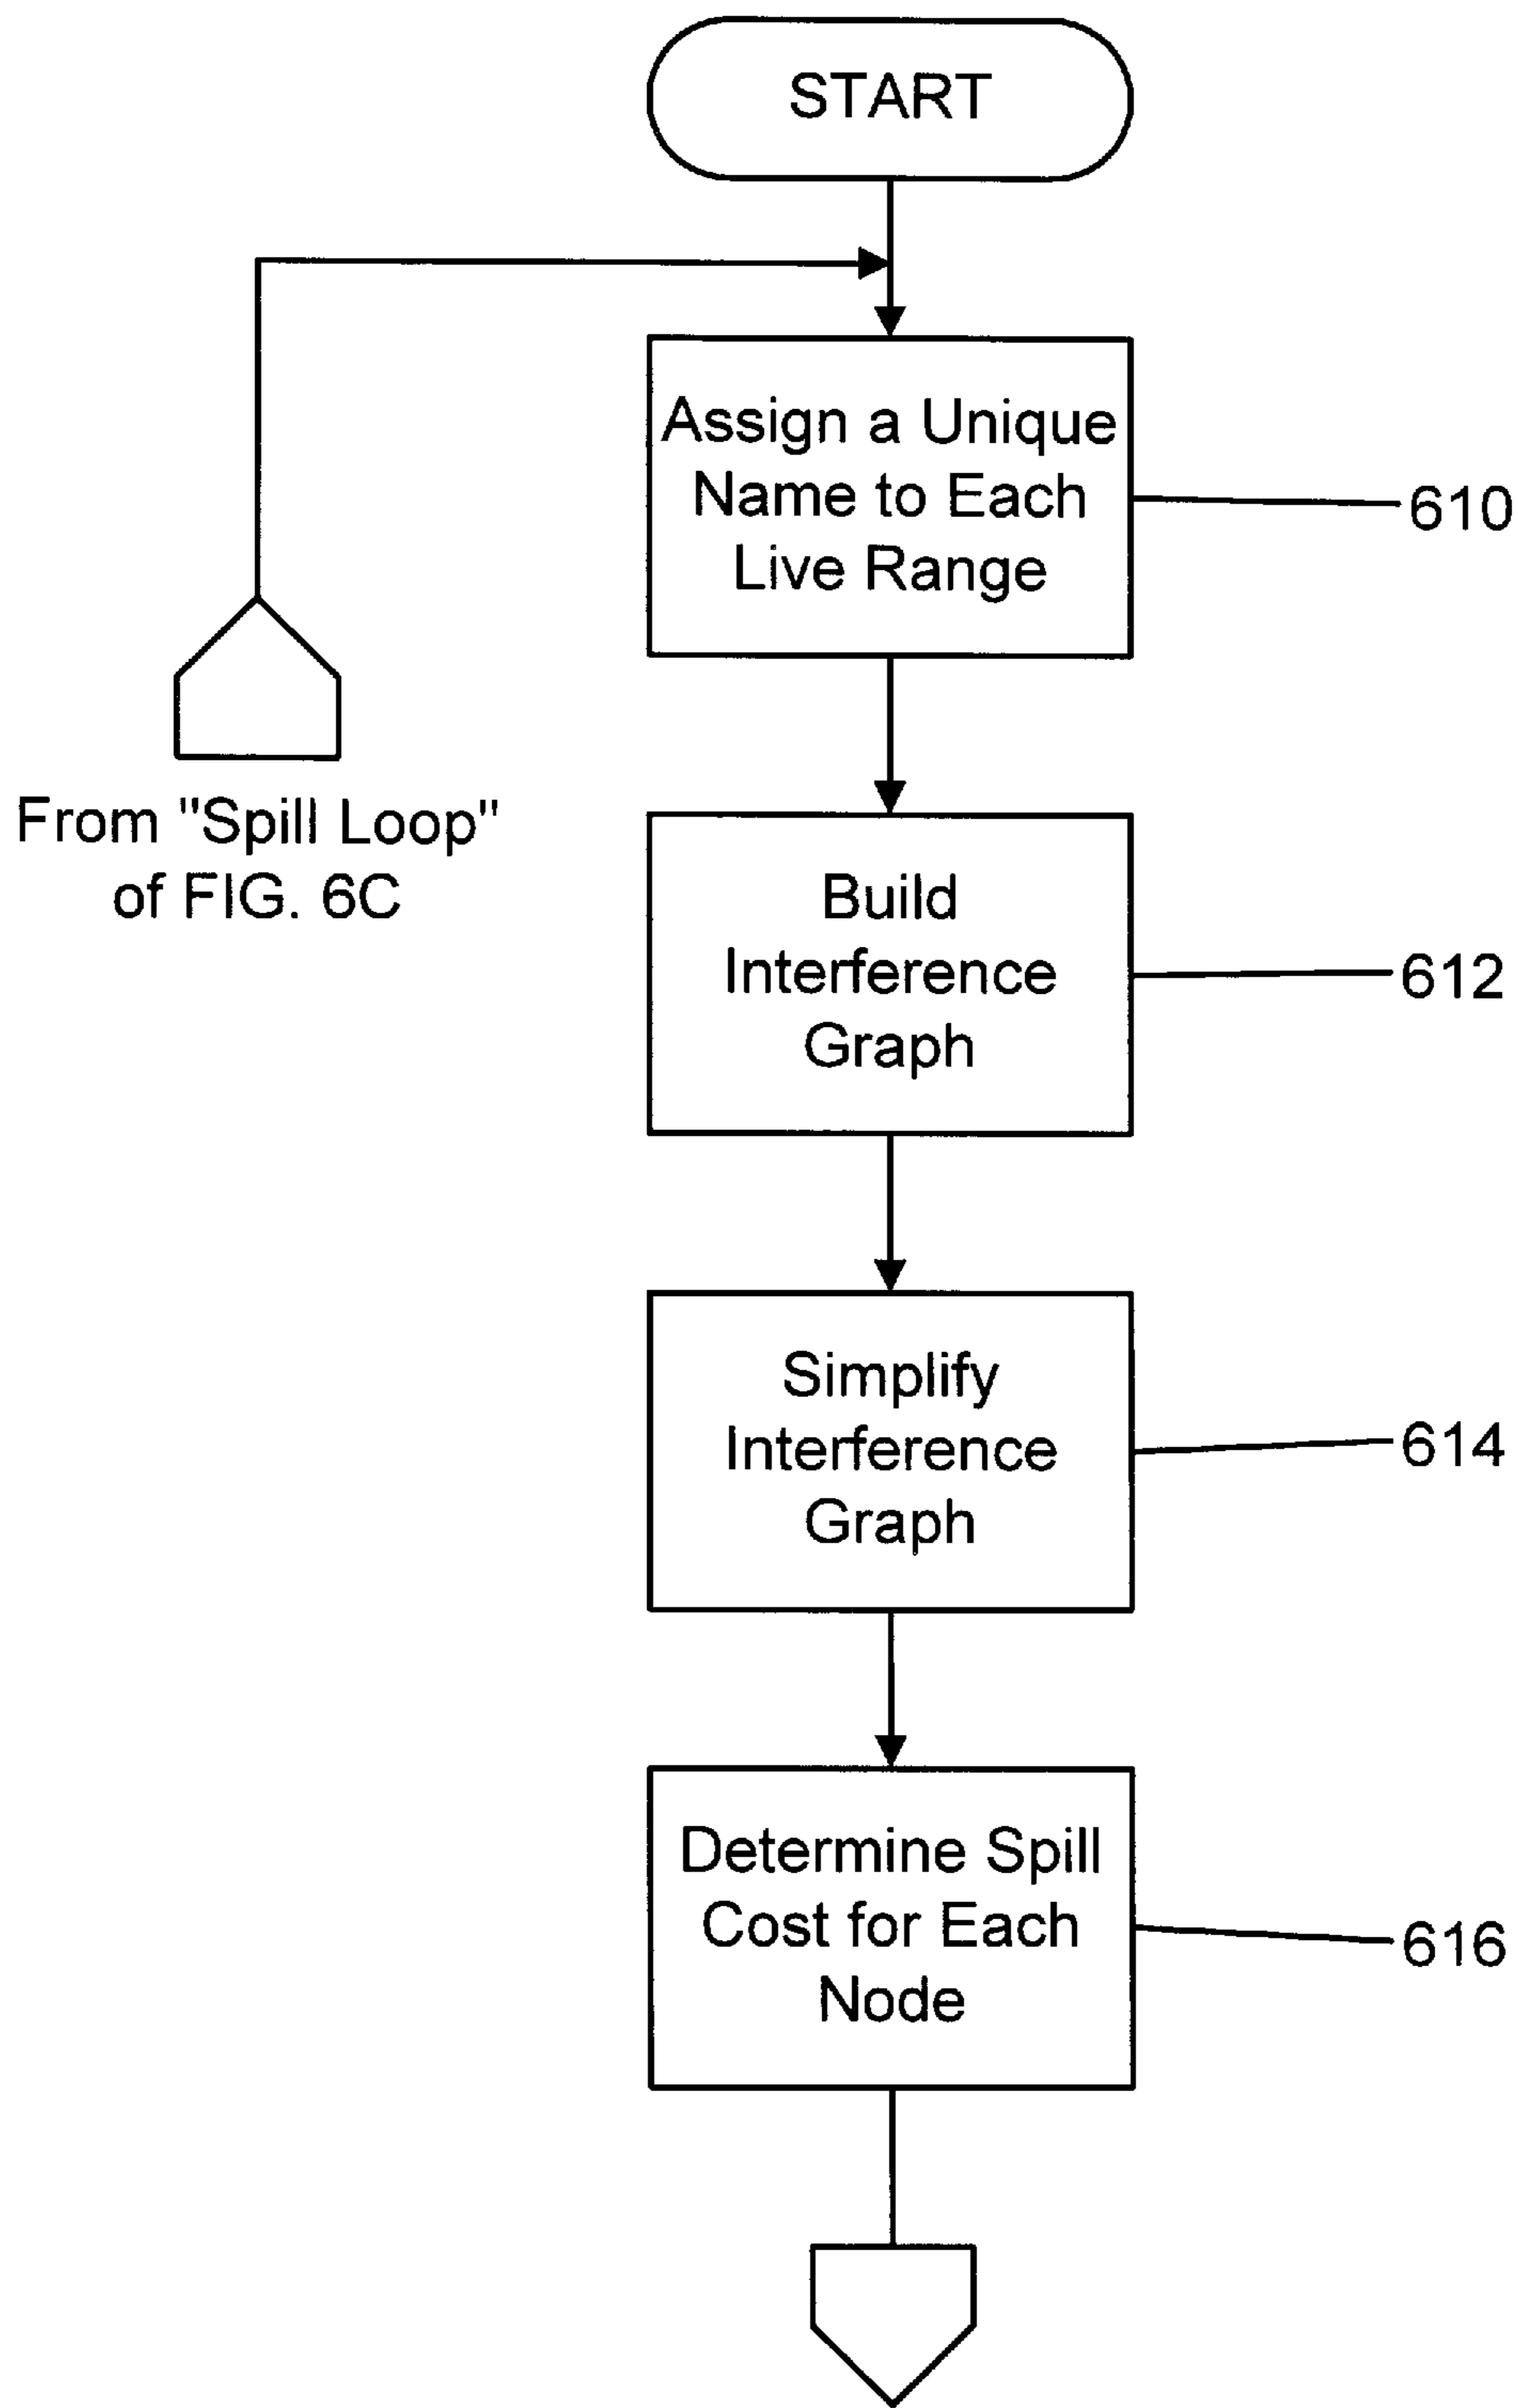 START
Assign a Unique
Name to Each
Live Range
610
From "Spill Loop"
of FIG. 6C
Build
Interference
Graph
612
Simplify
Interference
Graph
614
Determine Spill
Cost for Each
Node
616